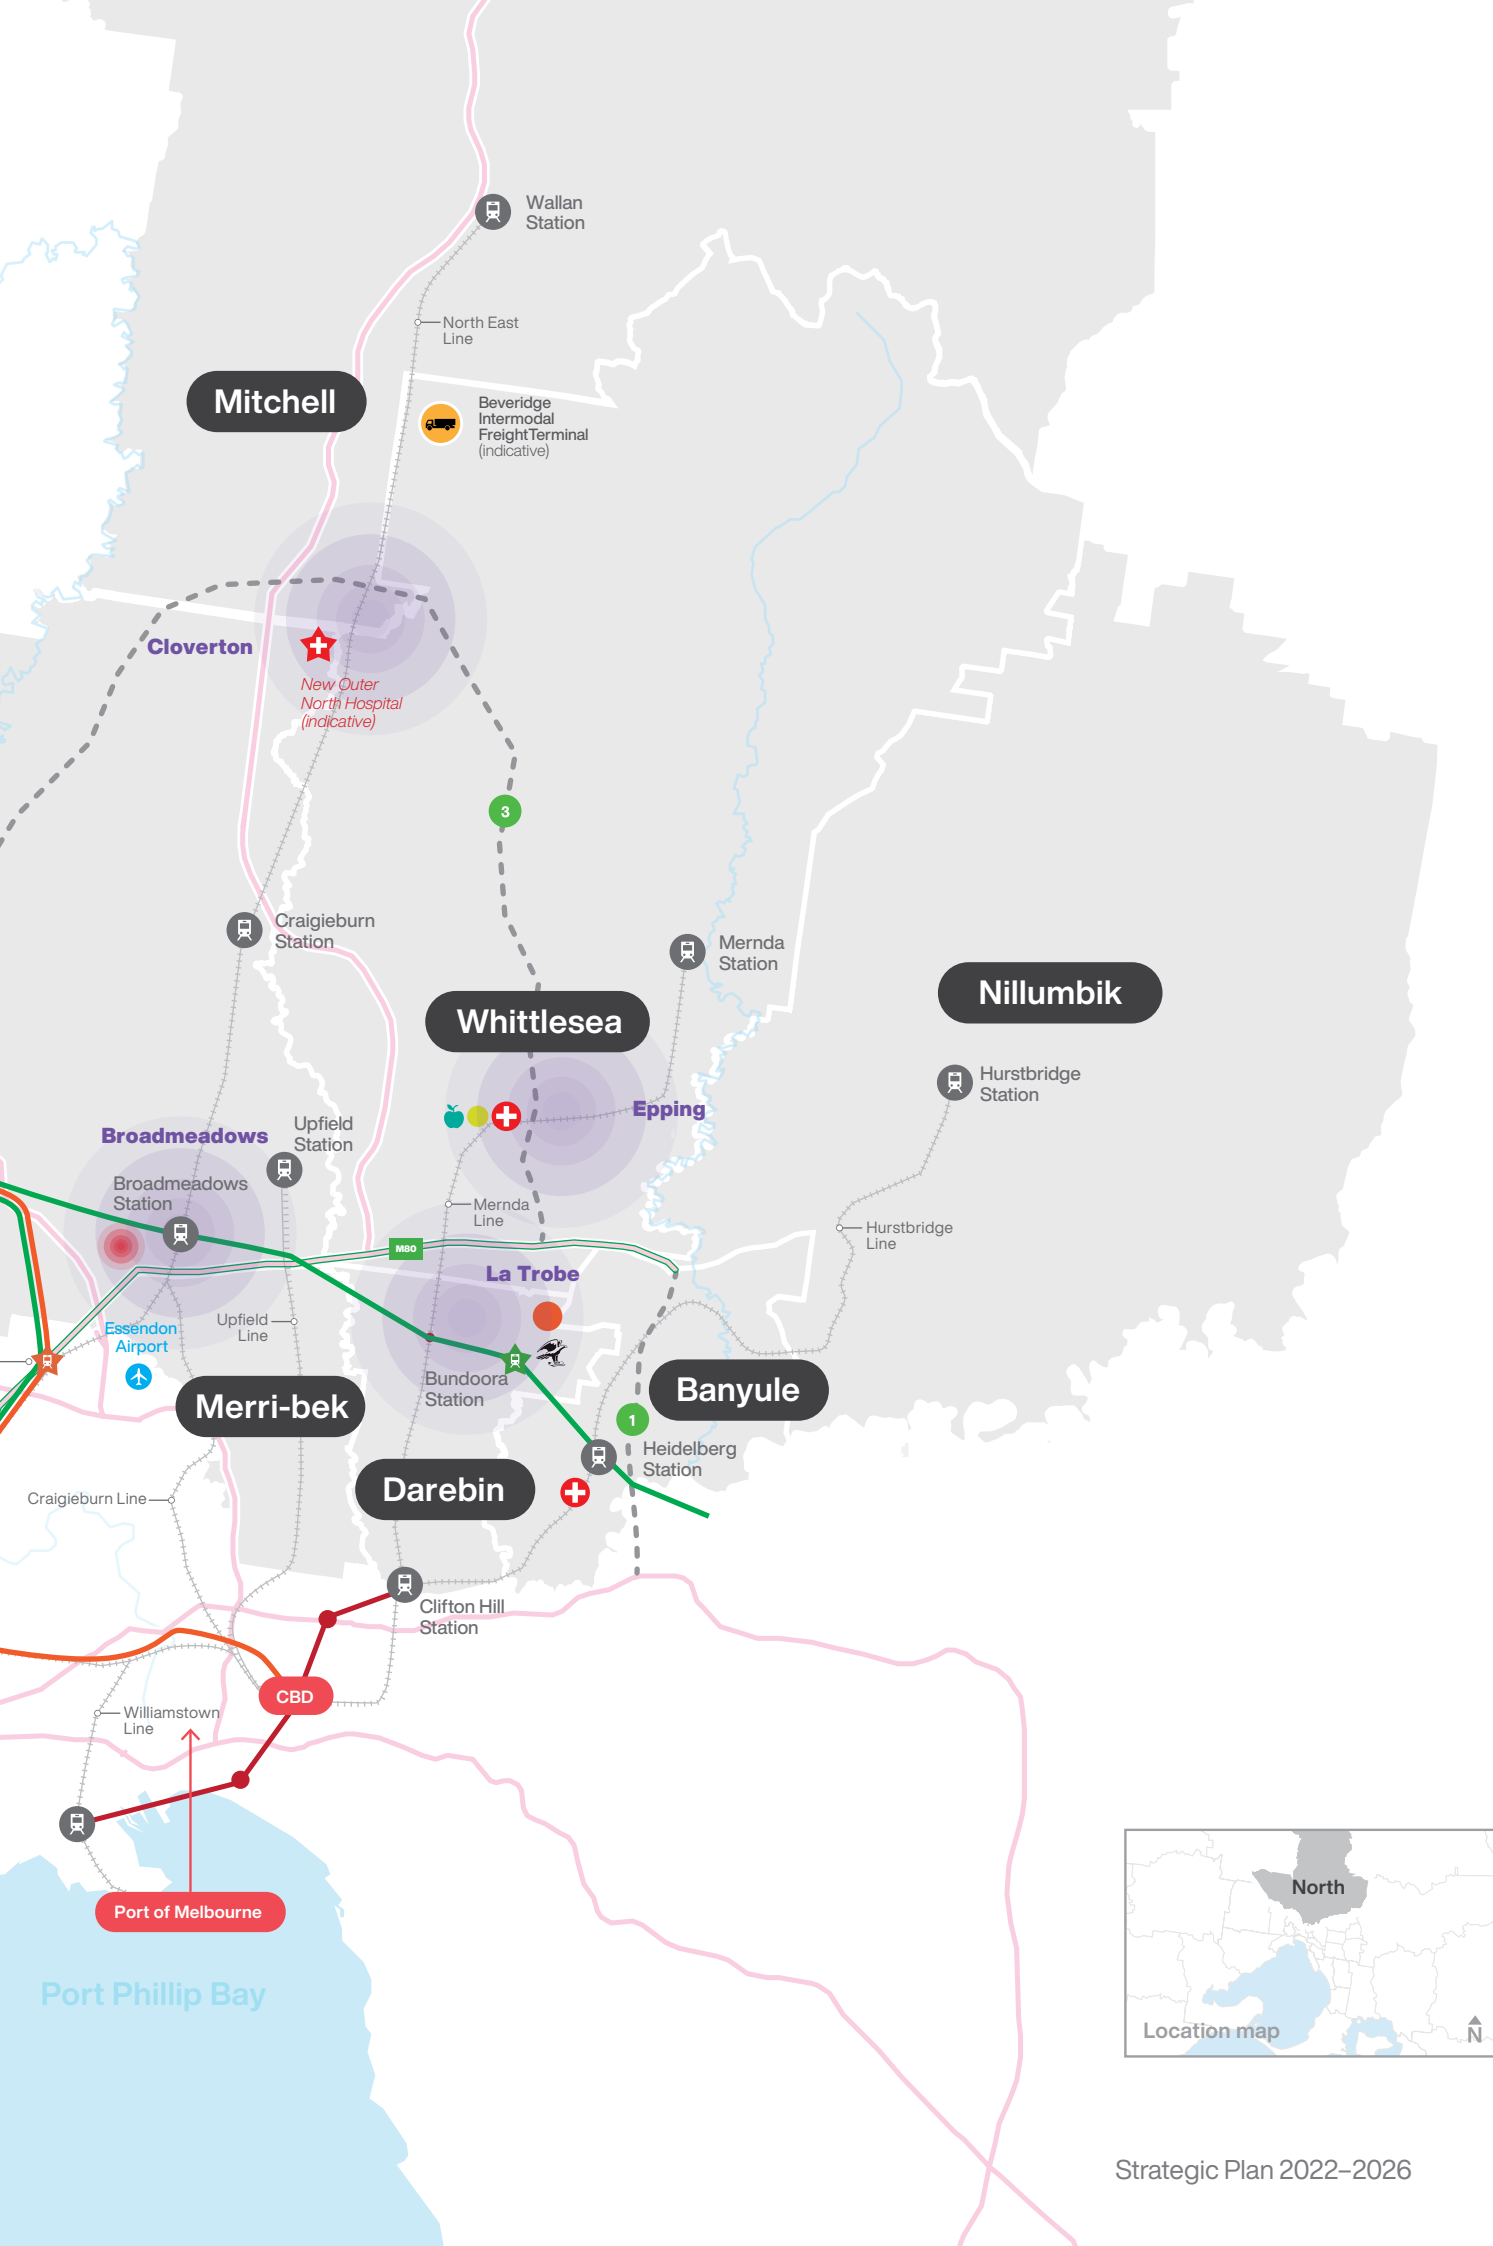 Wallan
Station
North East
Line
Mitchell
Beveridge
Intermodal
FreightTerminal
(indicative)
Cloverton
New Outer
North Hospital
(indicative)
3
Craigieburn
Station
Mernda
Station
Nillumbik
Whittlesea
Hurstbridge
Station
Epping
Upfield
Station
Broadmeadows
Broadmeadows
Station
Mernda
Line
Hurstbridge
Line
M80
La Trobe
Upfield
Line
Essendon
Airport
Bundoora
Station
Banyule
Merri-bek
1
Heidelberg
Station
Darebin
Craigieburn Line
Clifton Hill
Station
CBD
Williamstown
Line
Port of Melbourne
Port Phillip Bay
North
Location map
N
Strategic Plan 2022–2026